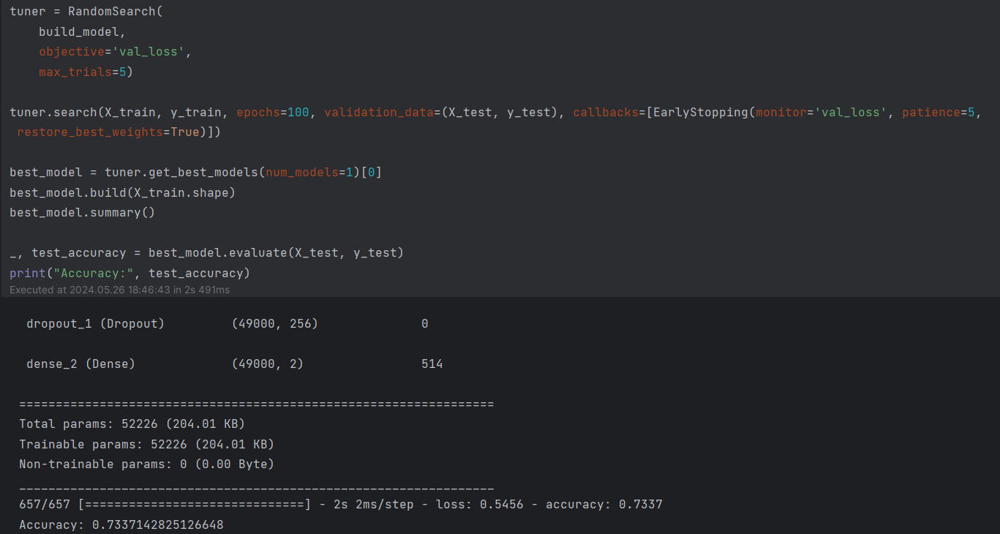 tuner = RandomSearch(
    build_model,
    objective='val_loss',
    max_trials=5)
tuner.search(X_train, y_train, epochs=100, validation_data=(X_test, y_test), callbacks=[EarlyStopping(monitor='val_loss', patience=5,
 restore_best_weights=True)])
best_model = tuner.get_best_models(num_models=1)[0]
best_model.build(X_train.shape)
best_model.summary()
_, test_accuracy = best_model.evaluate(X_test, y_test)
print("Accuracy:", test_accuracy)
Executed at 2024.05.26 18:46:43 in 2s 491ms
 dropout_1 (Dropout)         (49000, 256)              0
 dense_2 (Dense)             (49000, 2)                514
=================================================================
Total params: 52226 (204.01 KB)
Trainable params: 52226 (204.01 KB)
Non-trainable params: 0 (0.00 Byte)
_________________________________________________________________
657/657 [==============================] - 2s 2ms/step - loss: 0.5456 - accuracy: 0.7337
Accuracy: 0.7337142825126648